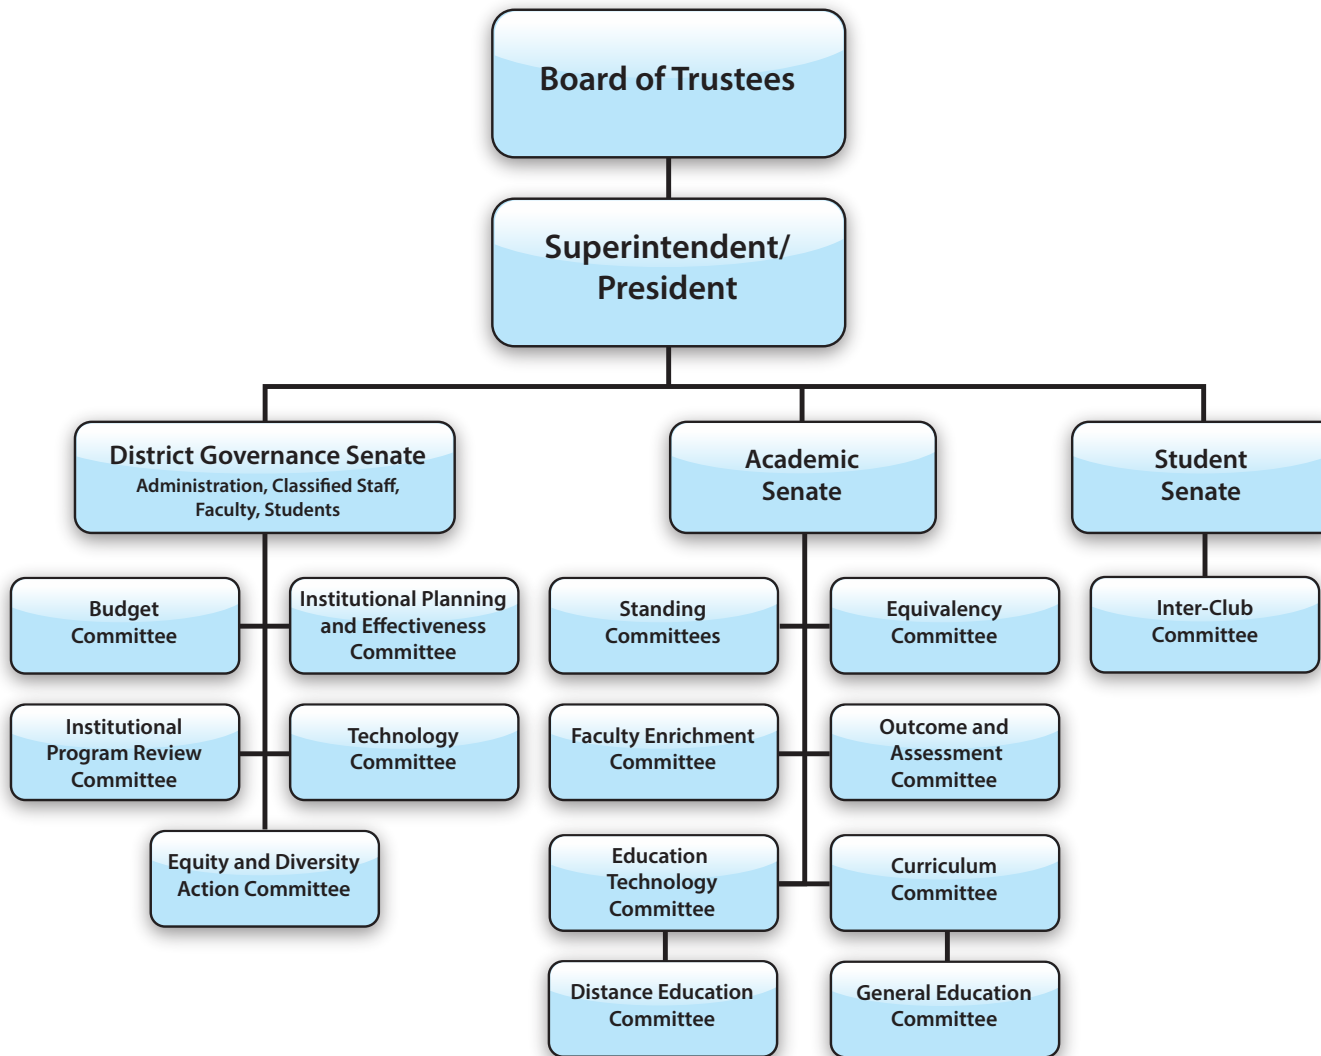 Board of Trustees
Superintendent/
President
District Governance Senate
Administration, Classified Staff,
Faculty, Students
Academic
Senate
Student
Senate
Budget
Committee
Institutional Planning
and Effectiveness
Committee
Standing
Committees
Equivalency
Committee
Inter-Club
Committee
Institutional
Program Review
Committee
Technology
Committee
Faculty Enrichment
Committee
Outcome and
Assessment
Committee
Equity and Diversity
Action Committee
Education
Technology
Committee
Curriculum
Committee
Distance Education
Committee
General Education
Committee